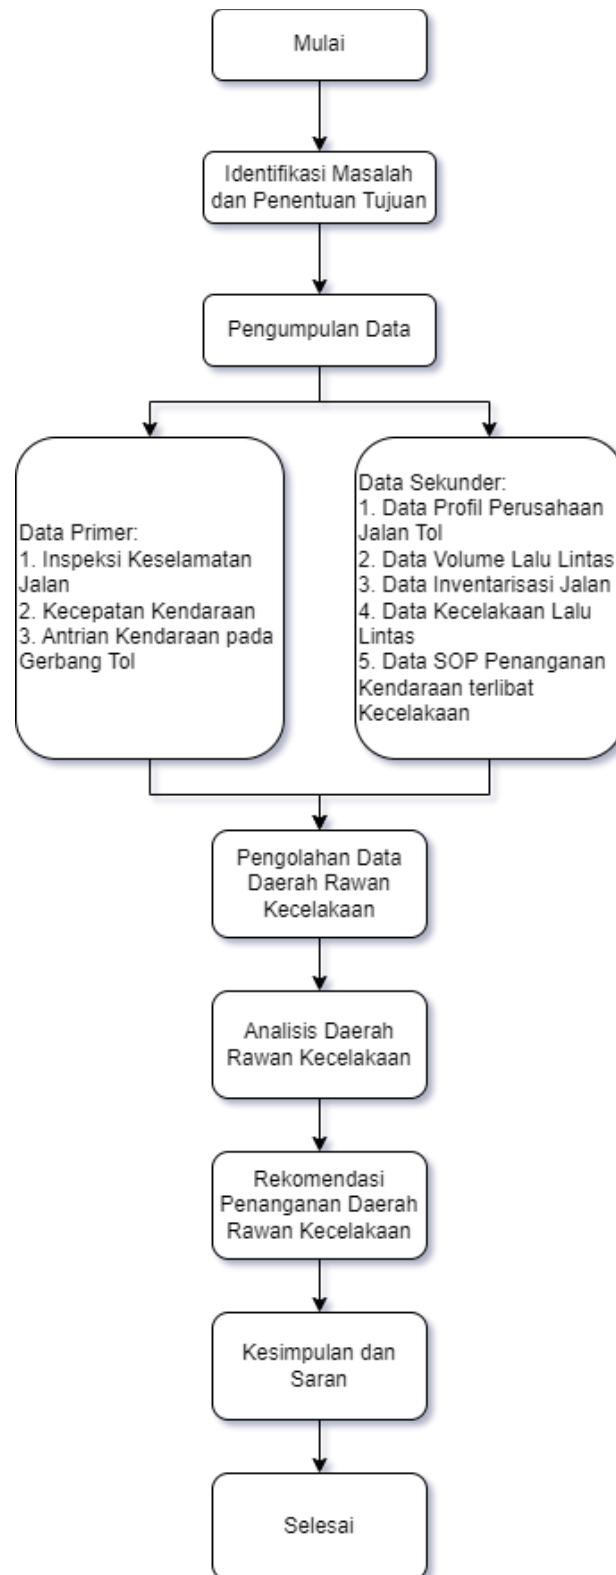 Mulai
Identifikasi Masalah
dan Penentuan Tujuan
Pengumpulan Data
Data Primer:
1. Inspeksi Keselamatan
Jalan
2. Kecepatan Kendaraan
3. Antrian Kendaraan pada
Gerbang Tol
Data Sekunder:
1. Data Profil Perusahaan
Jalan Tol
2. Data Volume Lalu Lintas
3. Data Inventarisasi Jalan
4. Data Kecelakaan Lalu
Lintas
5. Data SOP Penanganan
Kendaraan terlibat
Kecelakaan
Pengolahan Data
Daerah Rawan
Kecelakaan
Analisis Daerah
Rawan Kecelakaan
Rekomendasi
Penanganan Daerah
Rawan Kecelakaan
Kesimpulan dan
Saran
Selesai